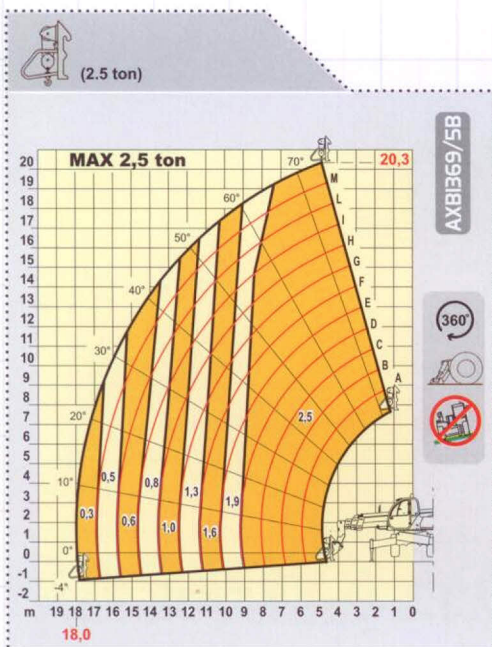 (2.5 ton)
AXB1369/5B
MAX 2,5 ton
20,3
70°
60°
50°
40°
30°
20°
10°
0°
-4°
M
L
I
H
G
F
E
D
C
B
A
2,5
0,5
0,8
1,3
1,9
0,3
0,6
1,0
1,6
20
19
18
17
16
15
14
13
12
11
10
9
8
7
6
5
4
3
2
1
0
-1
-2
m 19 18 17 16 15 14 13 12 11 10 9 8 7 6 5 4 3 2 1 0
18,0
360°